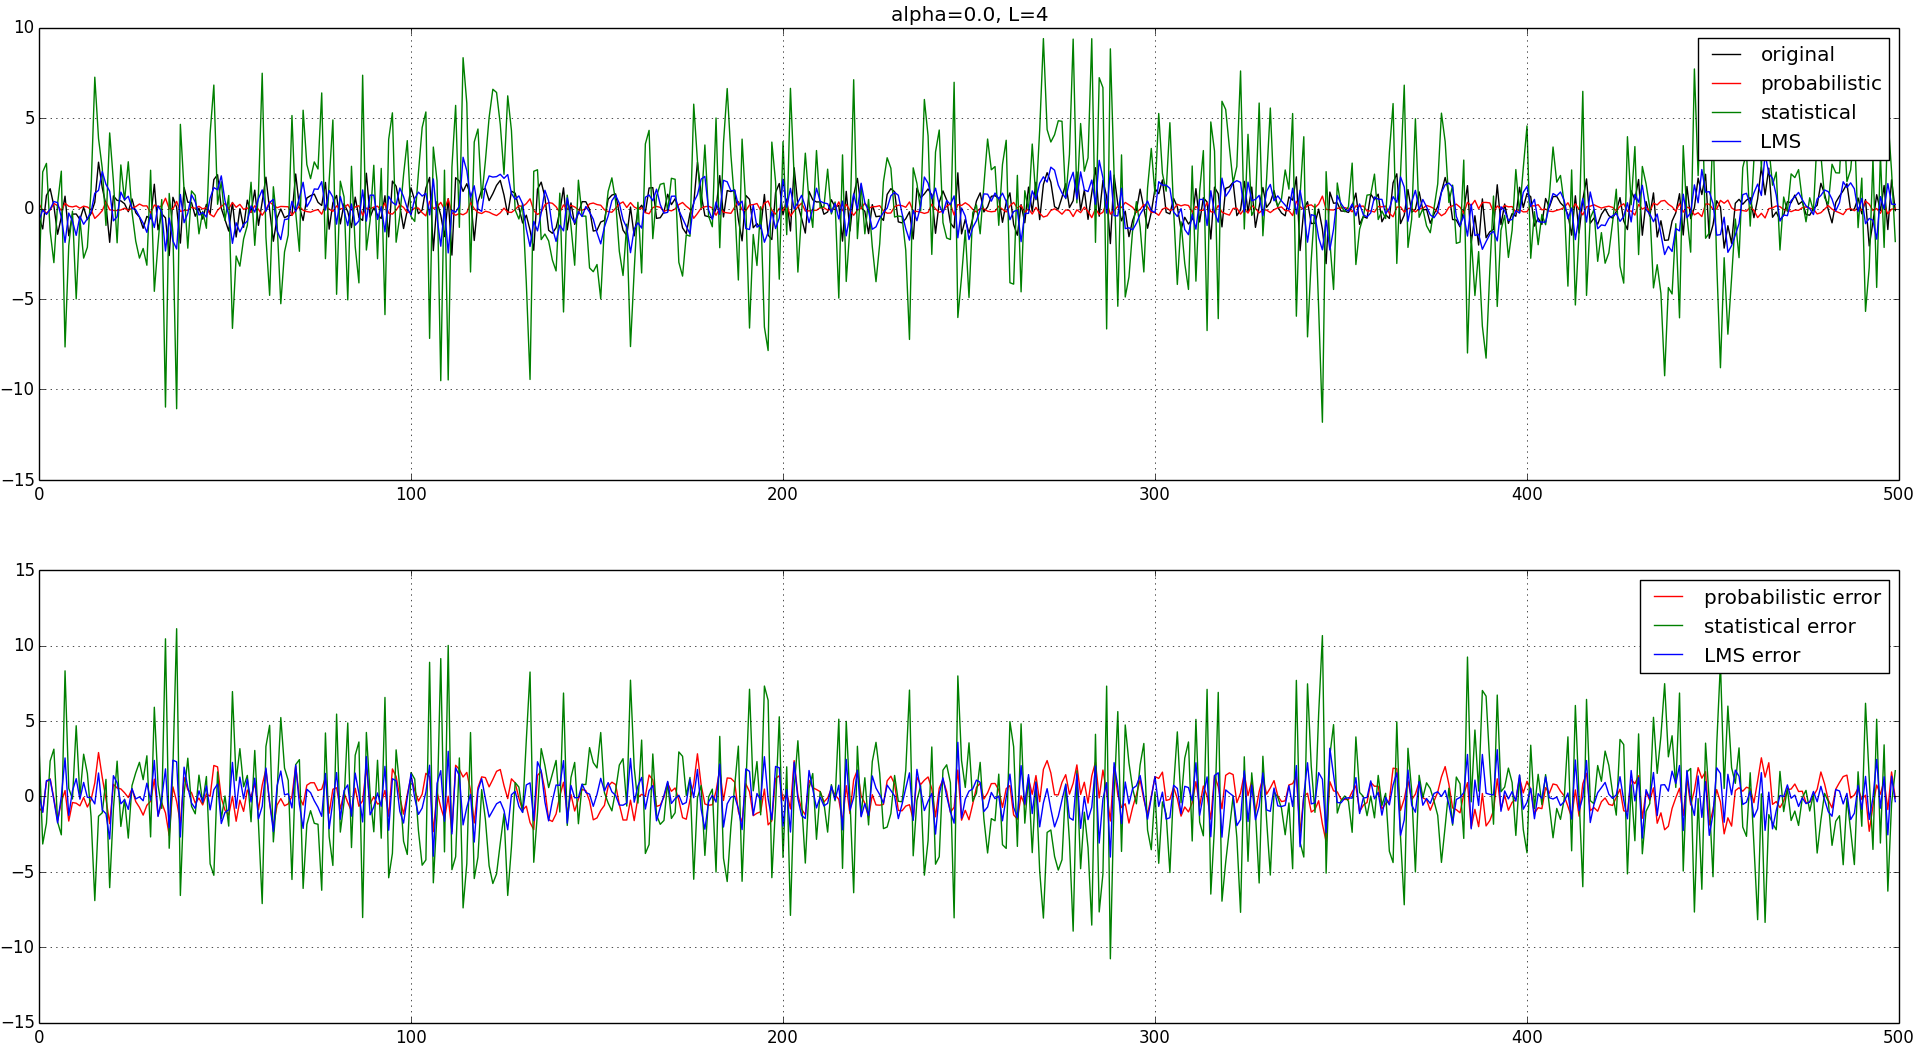 alpha=0.0, L=4
10
5
0
−5
−10
−15
0 100 200 300 400 500
original
probabilistic
statistical
LMS
15
10
5
0
−5
−10
−15
0 100 200 300 400 500
probabilistic error
statistical error
LMS error